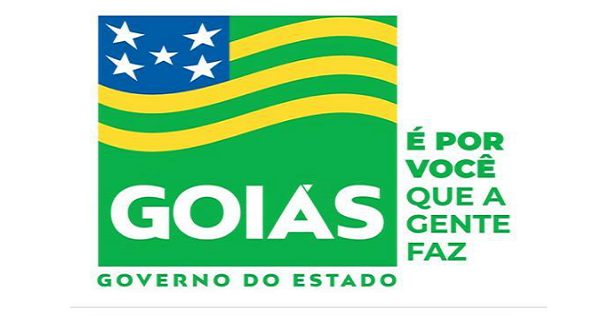 GOIÁS
GOVERNO DO ESTADO
É POR
VOCÊ
QUE A
GENTE
FAZ